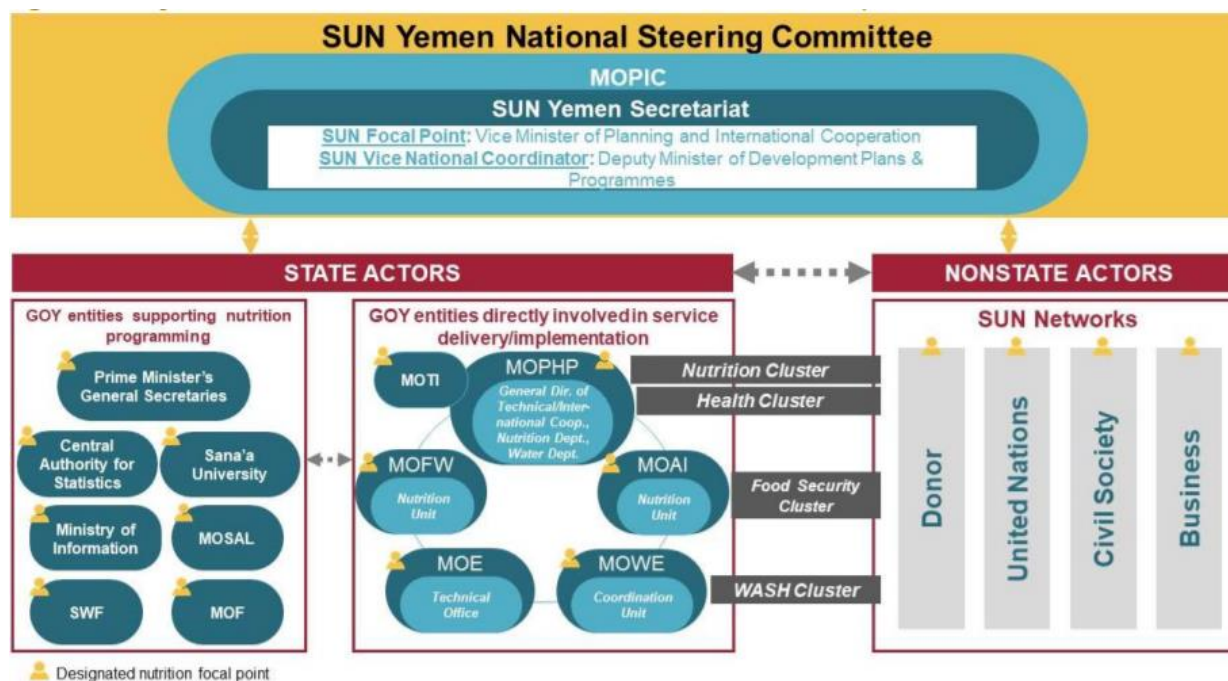 SUN Yemen National Steering Committee
MOPIC
SUN Yemen Secretariat
SUN Focal Point: Vice Minister of Planning and International Cooperation
SUN Vice National Coordinator: Deputy Minister of Development Plans &
Programmes
STATE ACTORS
NONSTATE ACTORS
GOY entities supporting nutrition
programming
Prime Minister's
General Secretaries
Central
Authority for
Statistics
Sana'a
University
Ministry of
Information
MOSAL
SWF
MOF
GOY entities directly involved in service
delivery/implementation
MOTI
MOPHP
General Dir. of
Technical/Inter-
national Coop.,
Nutrition Dept.,
Water Dept.
MOFW
Nutrition
Unit
MOAI
Nutrition
Unit
MOE
Technical
Office
MOWE
Coordination
Unit
Nutrition Cluster
Health Cluster
Food Security
Cluster
WASH Cluster
SUN Networks
Donor
United Nations
Civil Society
Business
Designated nutrition focal point